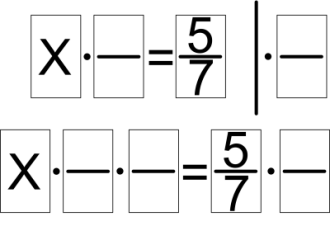 X · — = 5/7 | · —
X · — · — = 5/7 · —